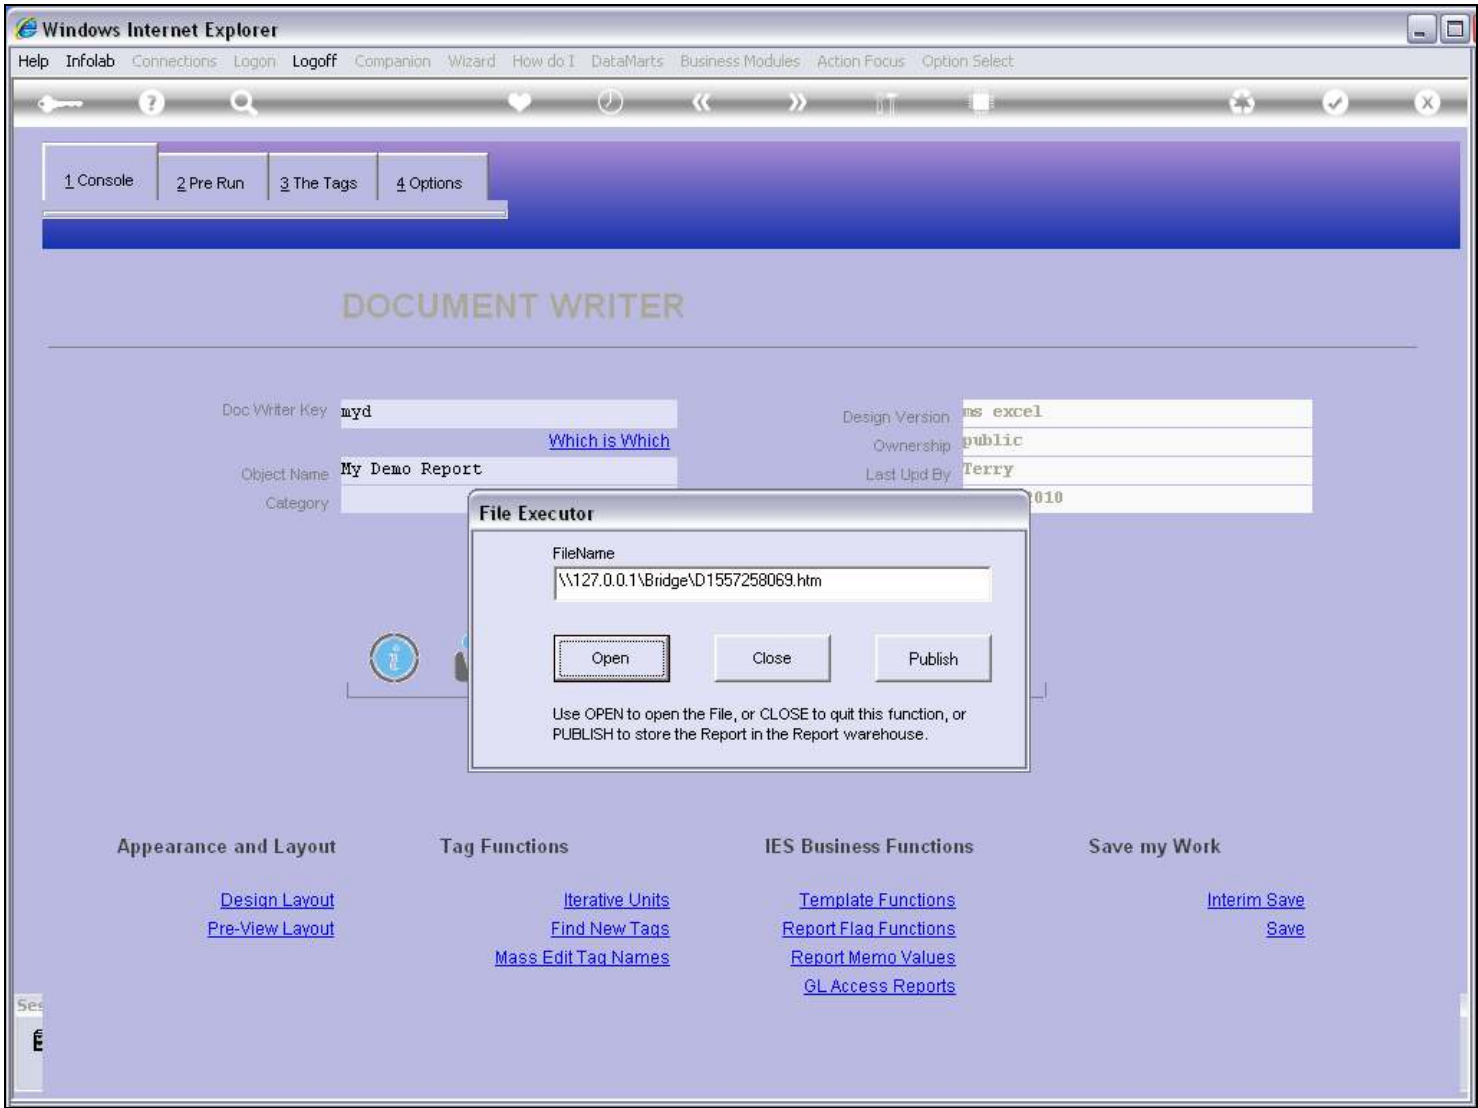 Windows Internet Explorer
Help Infolab Connections Logon Logoff Companion Wizard How do I DataMarts Business Modules Action Focus Option Select
1 Console 2 Pre Run 3 The Tags 4 Options
DOCUMENT WRITER
Doc Writer Key myd
Design Version ms excel
Which is Which
Ownership public
Object Name My Demo Report
Last Upd By Terry
Category
2010
File Executor
FileName
\\127.0.0.1\Bridge\D1557258069.htm
Open Close Publish
Use OPEN to open the File, or CLOSE to quit this function, or
PUBLISH to store the Report in the Report warehouse.
Appearance and Layout Tag Functions IES Business Functions Save my Work
Design Layout Iterative Units Template Functions Interim Save
Pre-View Layout Find New Tags Report Flag Functions Save
Mass Edit Tag Names Report Memo Values
GL Access Reports
Ses